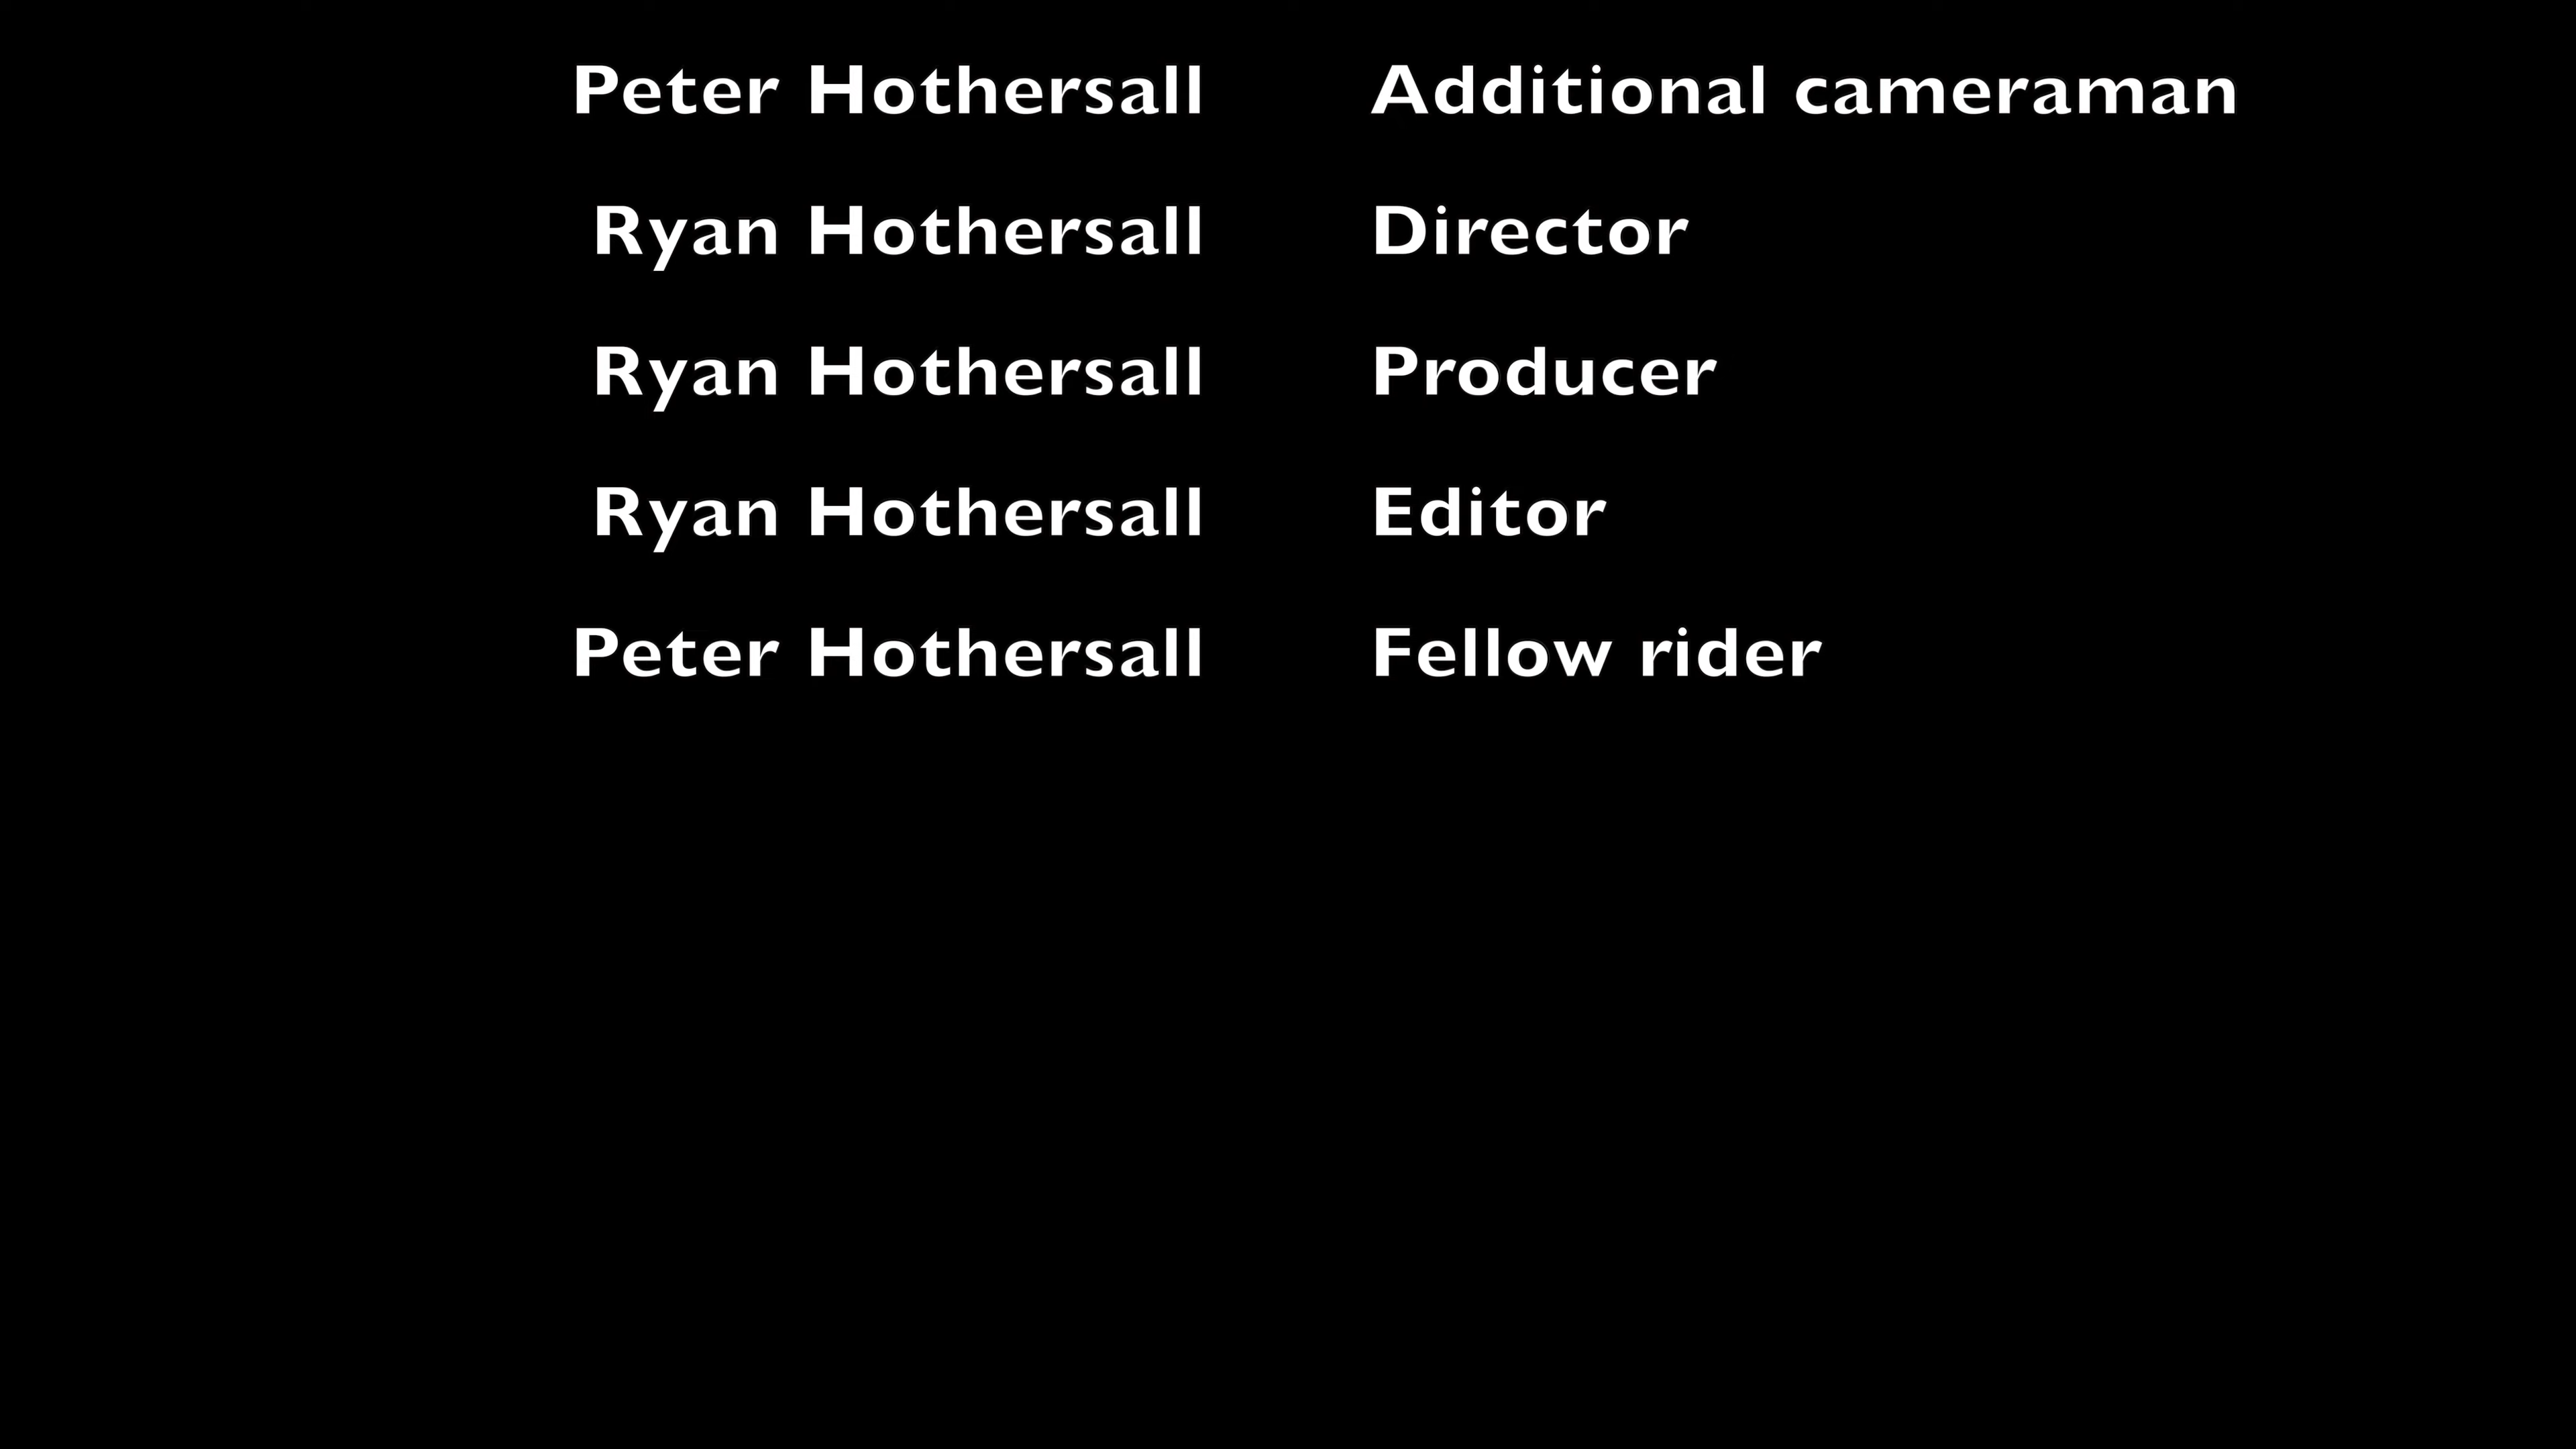 Peter Hothersall Additional cameraman
Ryan Hothersall Director
Ryan Hothersall Producer
Ryan Hothersall Editor
Peter Hothersall Fellow rider